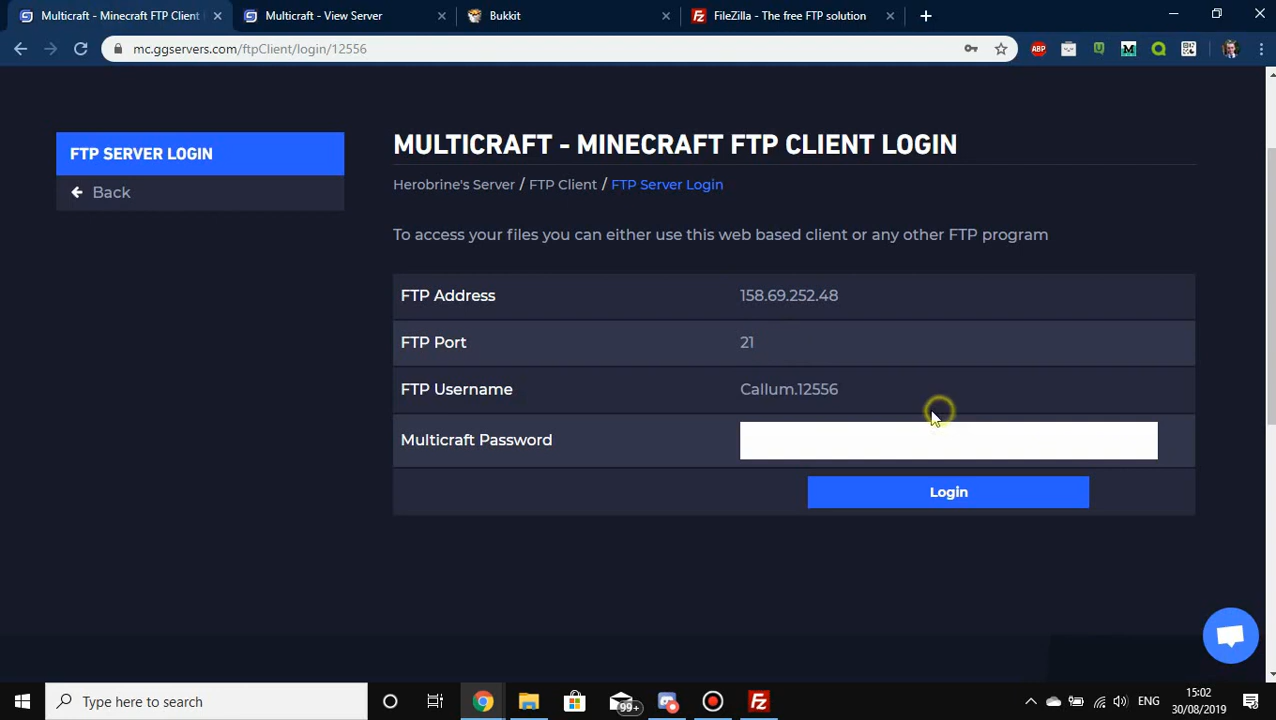 Multicraft - Minecraft FTP Client
Multicraft - View Server
Bukkit
FileZilla - The free FTP solution
mc.ggservers.com/ftpClient/login/12556
ABP
FTP SERVER LOGIN
Back
MULTICRAFT - MINECRAFT FTP CLIENT LOGIN
Herobrine's Server / FTP Client / FTP Server Login
To access your files you can either use this web based client or any other FTP program
FTP Address 158.69.252.48
FTP Port 21
FTP Username Callum.12556
Multicraft Password
Login
Type here to search
99+
ENG
15:02
30/08/2019